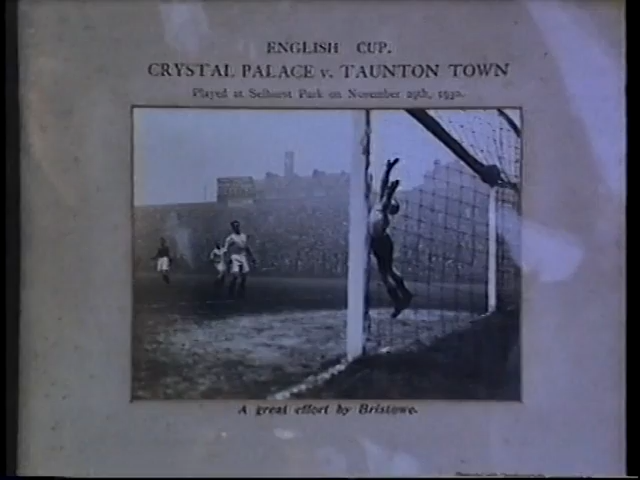 ENGLISH CUP.
CRYSTAL PALACE v. TAUNTON TOWN
Played at Selhurst Park on November 29th, 1930.
A great effort by Bristowe.